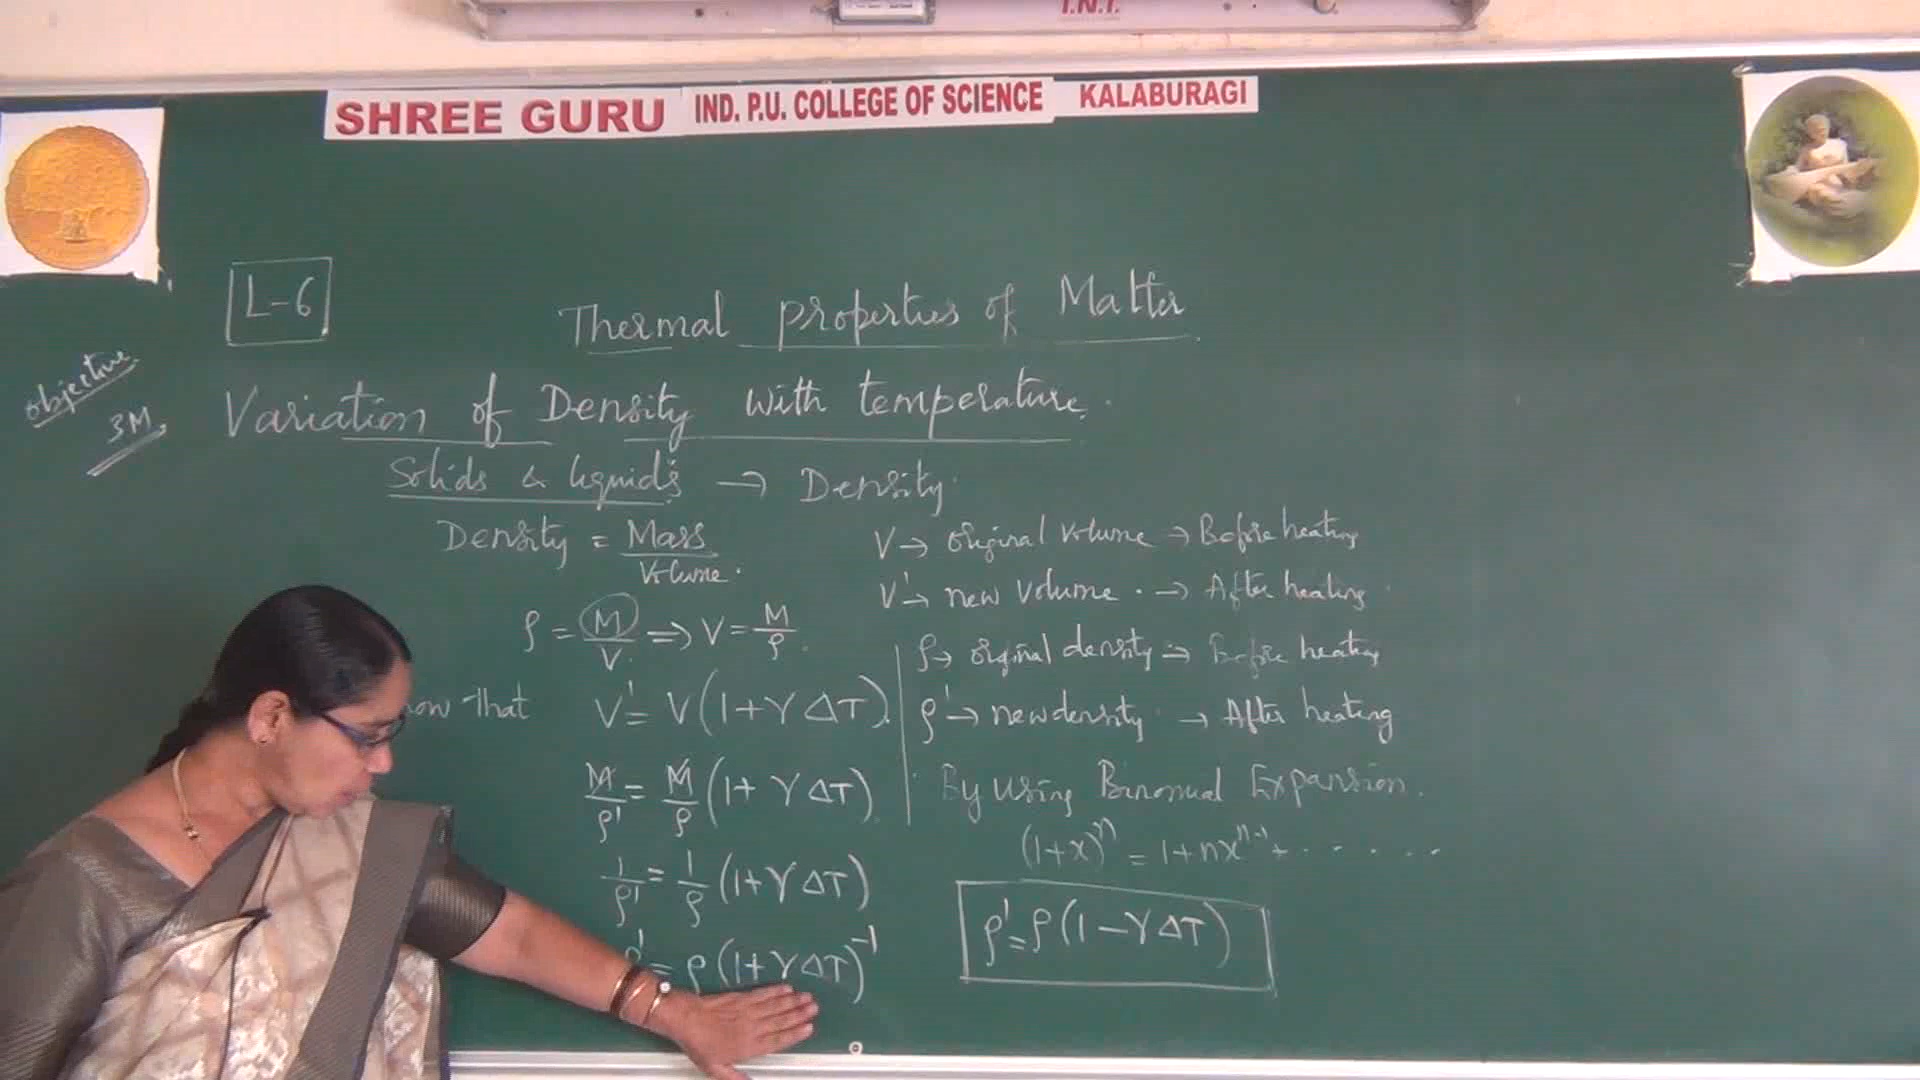 T.N.T.
SHREE GURU IND. P.U. COLLEGE OF SCIENCE KALABURAGI
L-6
Thermal properties of Matter
objective
3M
Variation of Density with temperature.
Solids & liquids → Density.
Density = Mass / Volume.
ρ = M/V ⇒ V = M/ρ
now That V' = V(1+γΔT).
M/ρ' = M/ρ (1+γΔT)
1/ρ' = 1/ρ (1+γΔT)
ρ' = ρ(1+γΔT)⁻¹
V → original volume → Before heating
V' → new volume. → After heating.
ρ → orginal density → Before heating
ρ' → new density → After heating
By using Binomial Expansion.
(1+x)ⁿ = 1+nxⁿ⁻¹+ . . . . .
ρ' = ρ(1-γΔT)